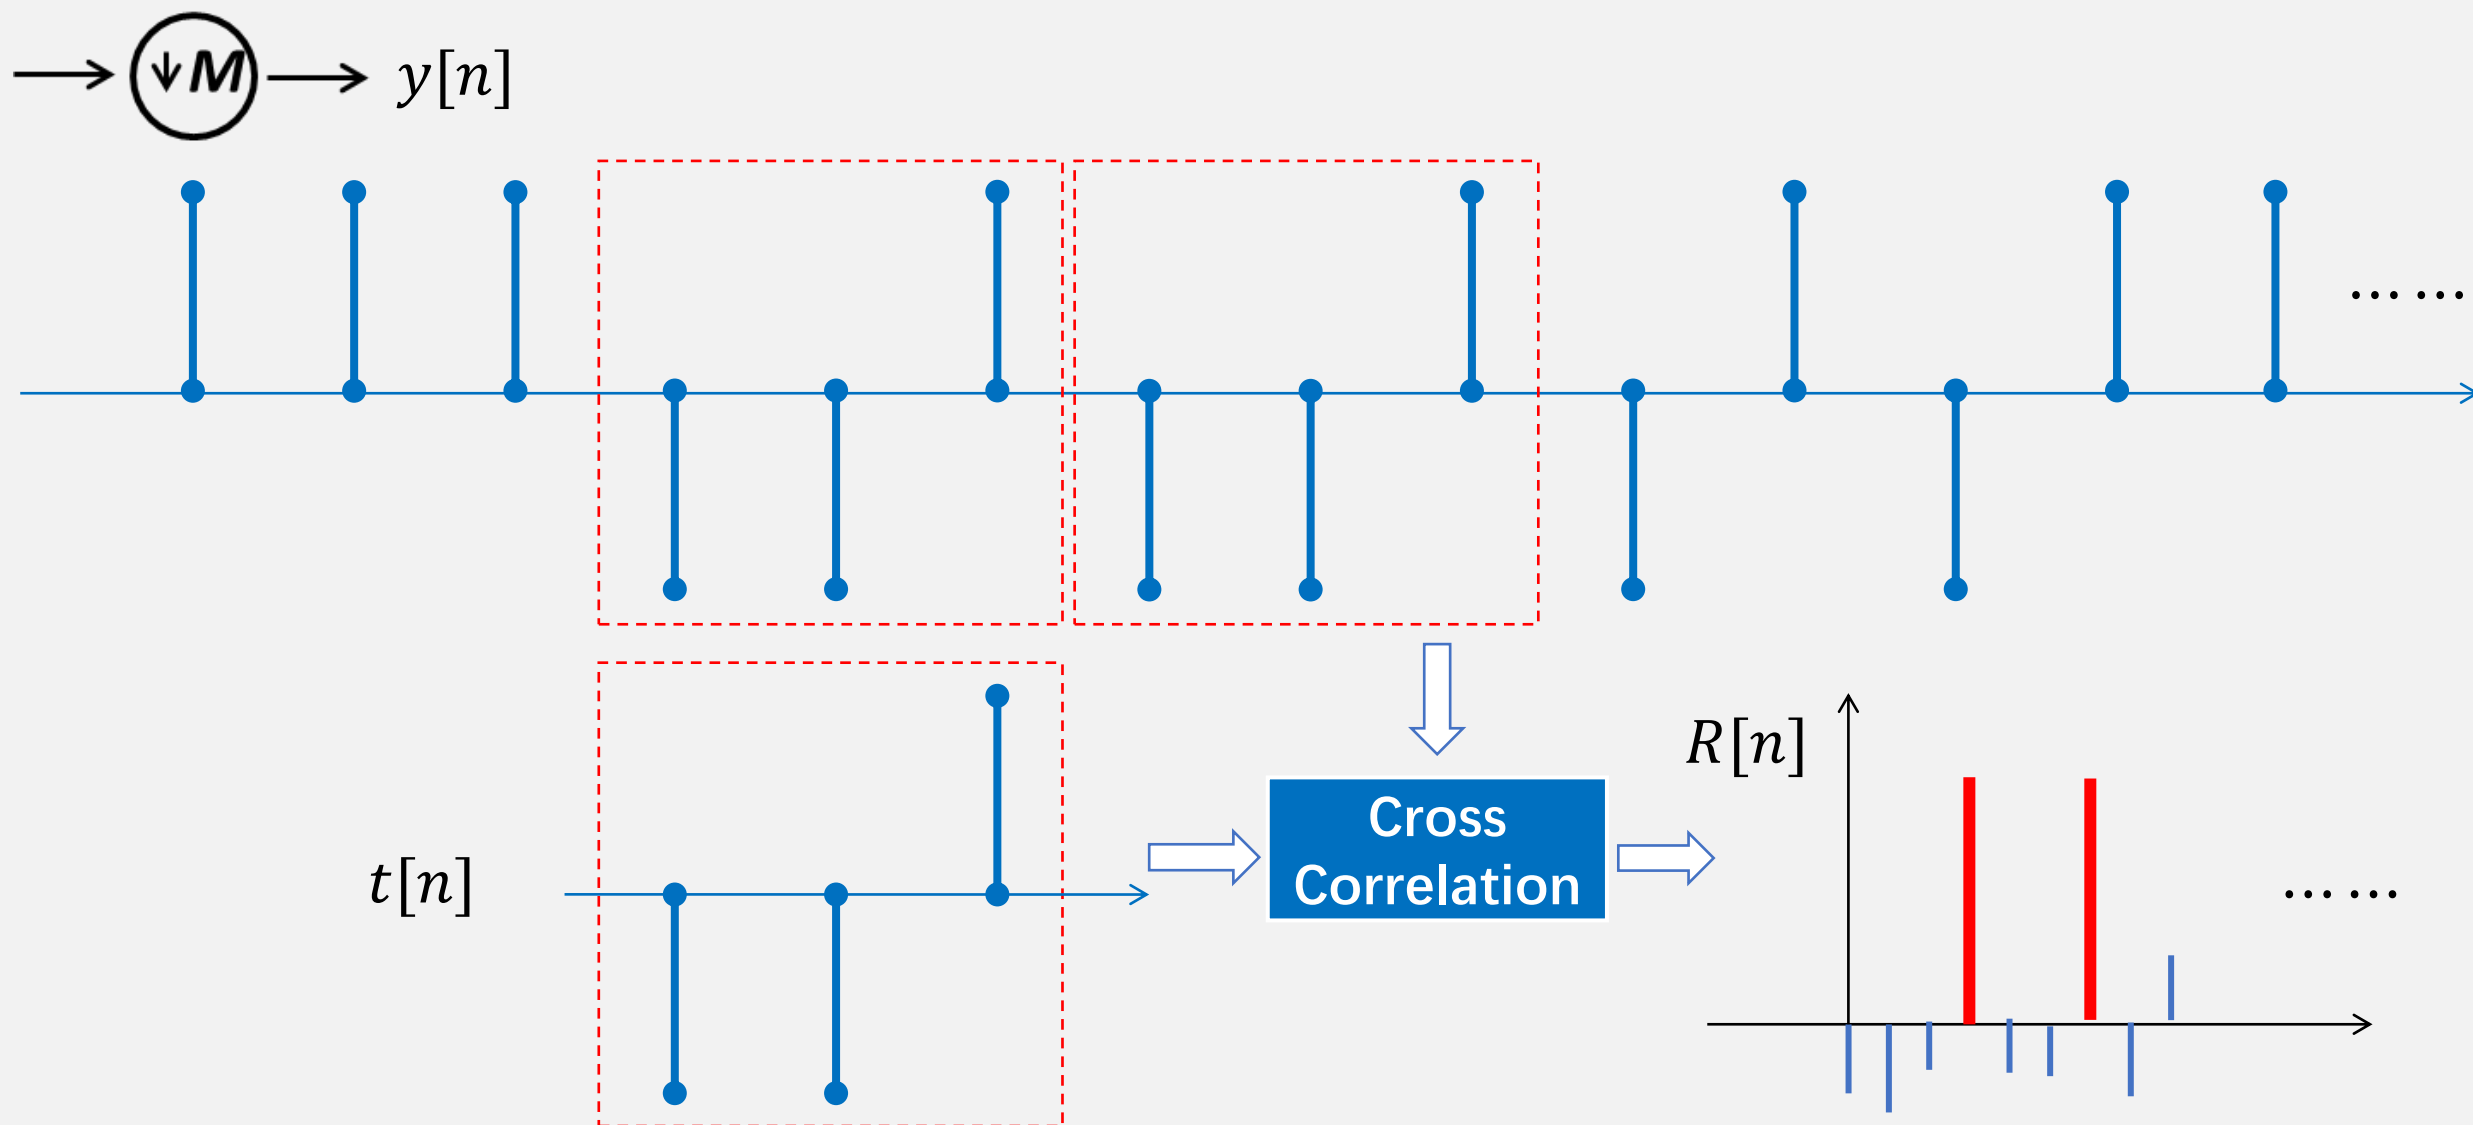 ↓M
y[n]
……
R[n]
Cross
Correlation
t[n]
……